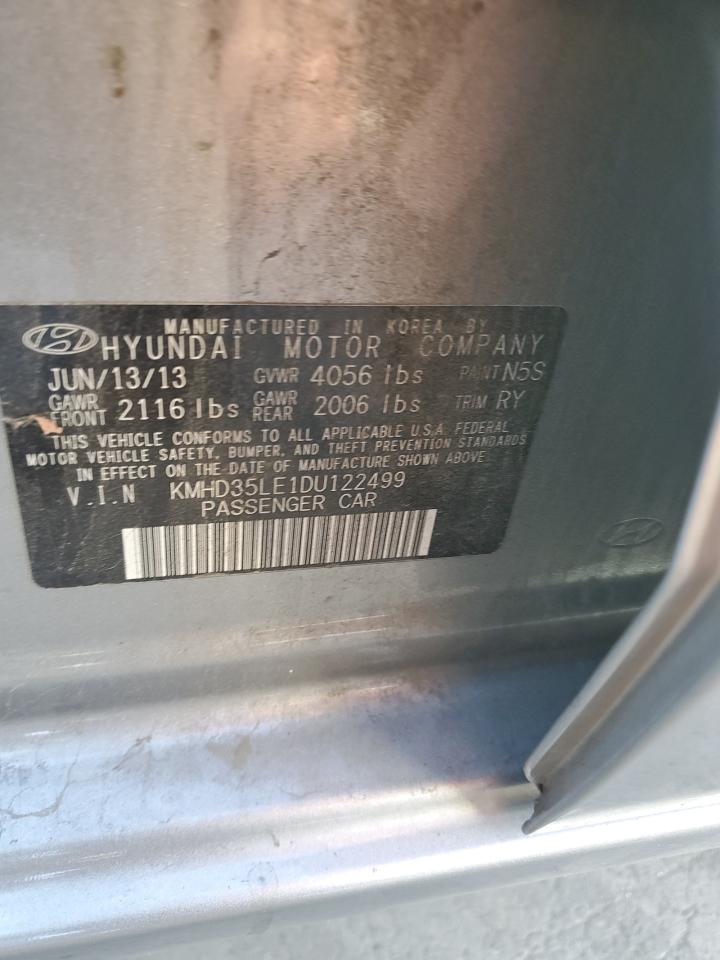 MANUFACTURED IN KOREA BY
HYUNDAI MOTOR COMPANY
JUN/13/13 GVWR 4056 lbs PAINT N5S
GAWR FRONT 2116 lbs GAWR REAR 2006 lbs TRIM RY
THIS VEHICLE CONFORMS TO ALL APPLICABLE U.S.A. FEDERAL
MOTOR VEHICLE SAFETY, BUMPER, AND THEFT PREVENTION STANDARDS
IN EFFECT ON THE DATE OF MANUFACTURE SHOWN ABOVE.
V.I.N KMHD35LE1DU122499
PASSENGER CAR